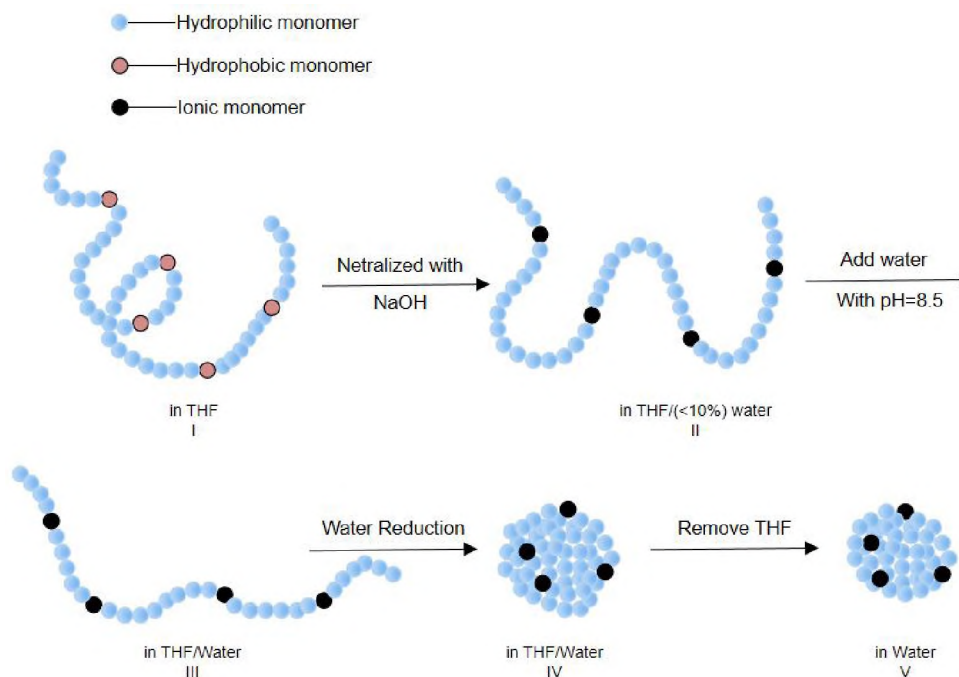 Hydrophilic monomer
Hydrophobic monomer
Ionic monomer
Netralized with
NaOH
Add water
With pH=8.5
in THF
I
in THF/(<10%) water
II
Water Reduction
Remove THF
in THF/Water
III
in THF/Water
IV
in Water
V